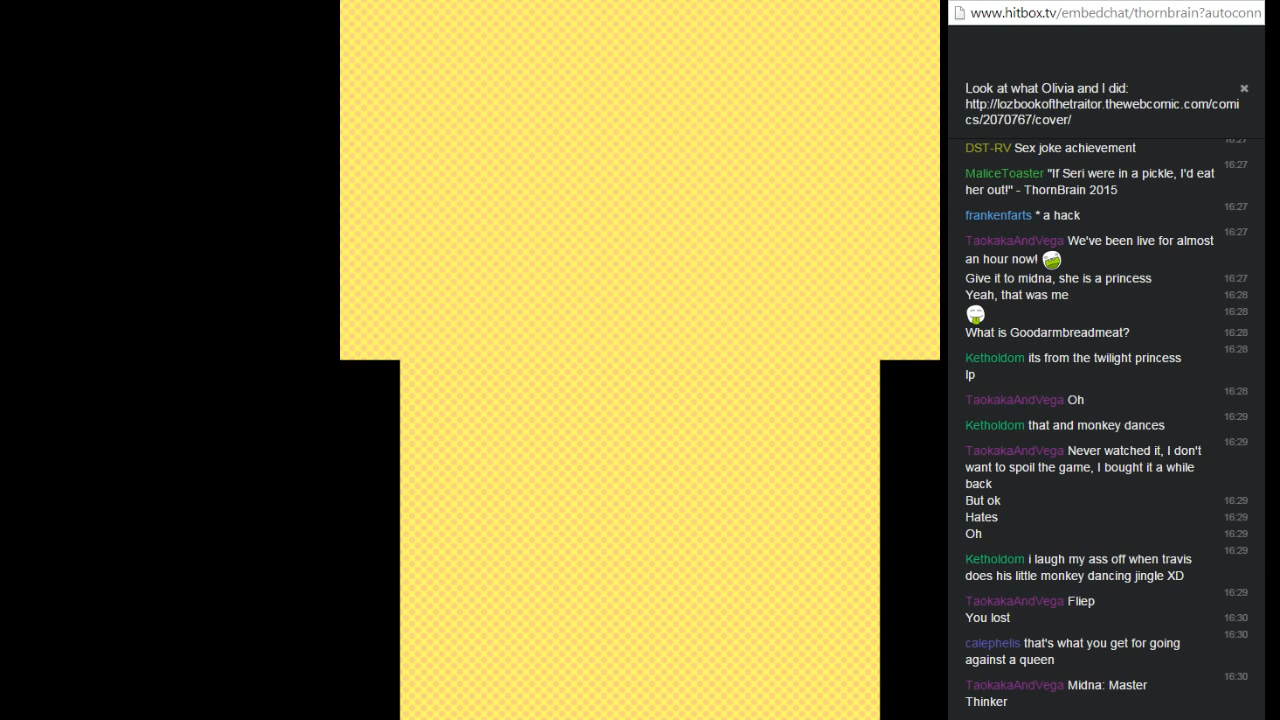 www.hitbox.tv/embedchat/thornbrain?autoconn
Look at what Olivia and I did:
http://lozbookofthetraitor.thewebcomic.com/comi
cs/2070767/cover/
16:27
DST-RV Sex joke achievement
16:27
MaliceToaster "If Seri were in a pickle, I'd eat
her out!" - ThornBrain 2015
16:27
frankenfarts * a hack
16:27
TaokakaAndVega We've been live for almost
an hour now!
Give it to midna, she is a princess 16:27
Yeah, that was me 16:28
16:28
What is Goodarmbreadmeat? 16:28
16:28
Ketholdom its from the twilight princess
lp
16:28
TaokakaAndVega Oh
16:29
Ketholdom that and monkey dances
16:29
TaokakaAndVega Never watched it, I don't
want to spoil the game, I bought it a while
back
But ok 16:29
Hates 16:29
Oh 16:29
16:29
Ketholdom i laugh my ass off when travis
does his little monkey dancing jingle XD
16:29
TaokakaAndVega Fliep
You lost 16:30
16:30
calephelis that's what you get for going
against a queen
16:30
TaokakaAndVega Midna: Master
Thinker